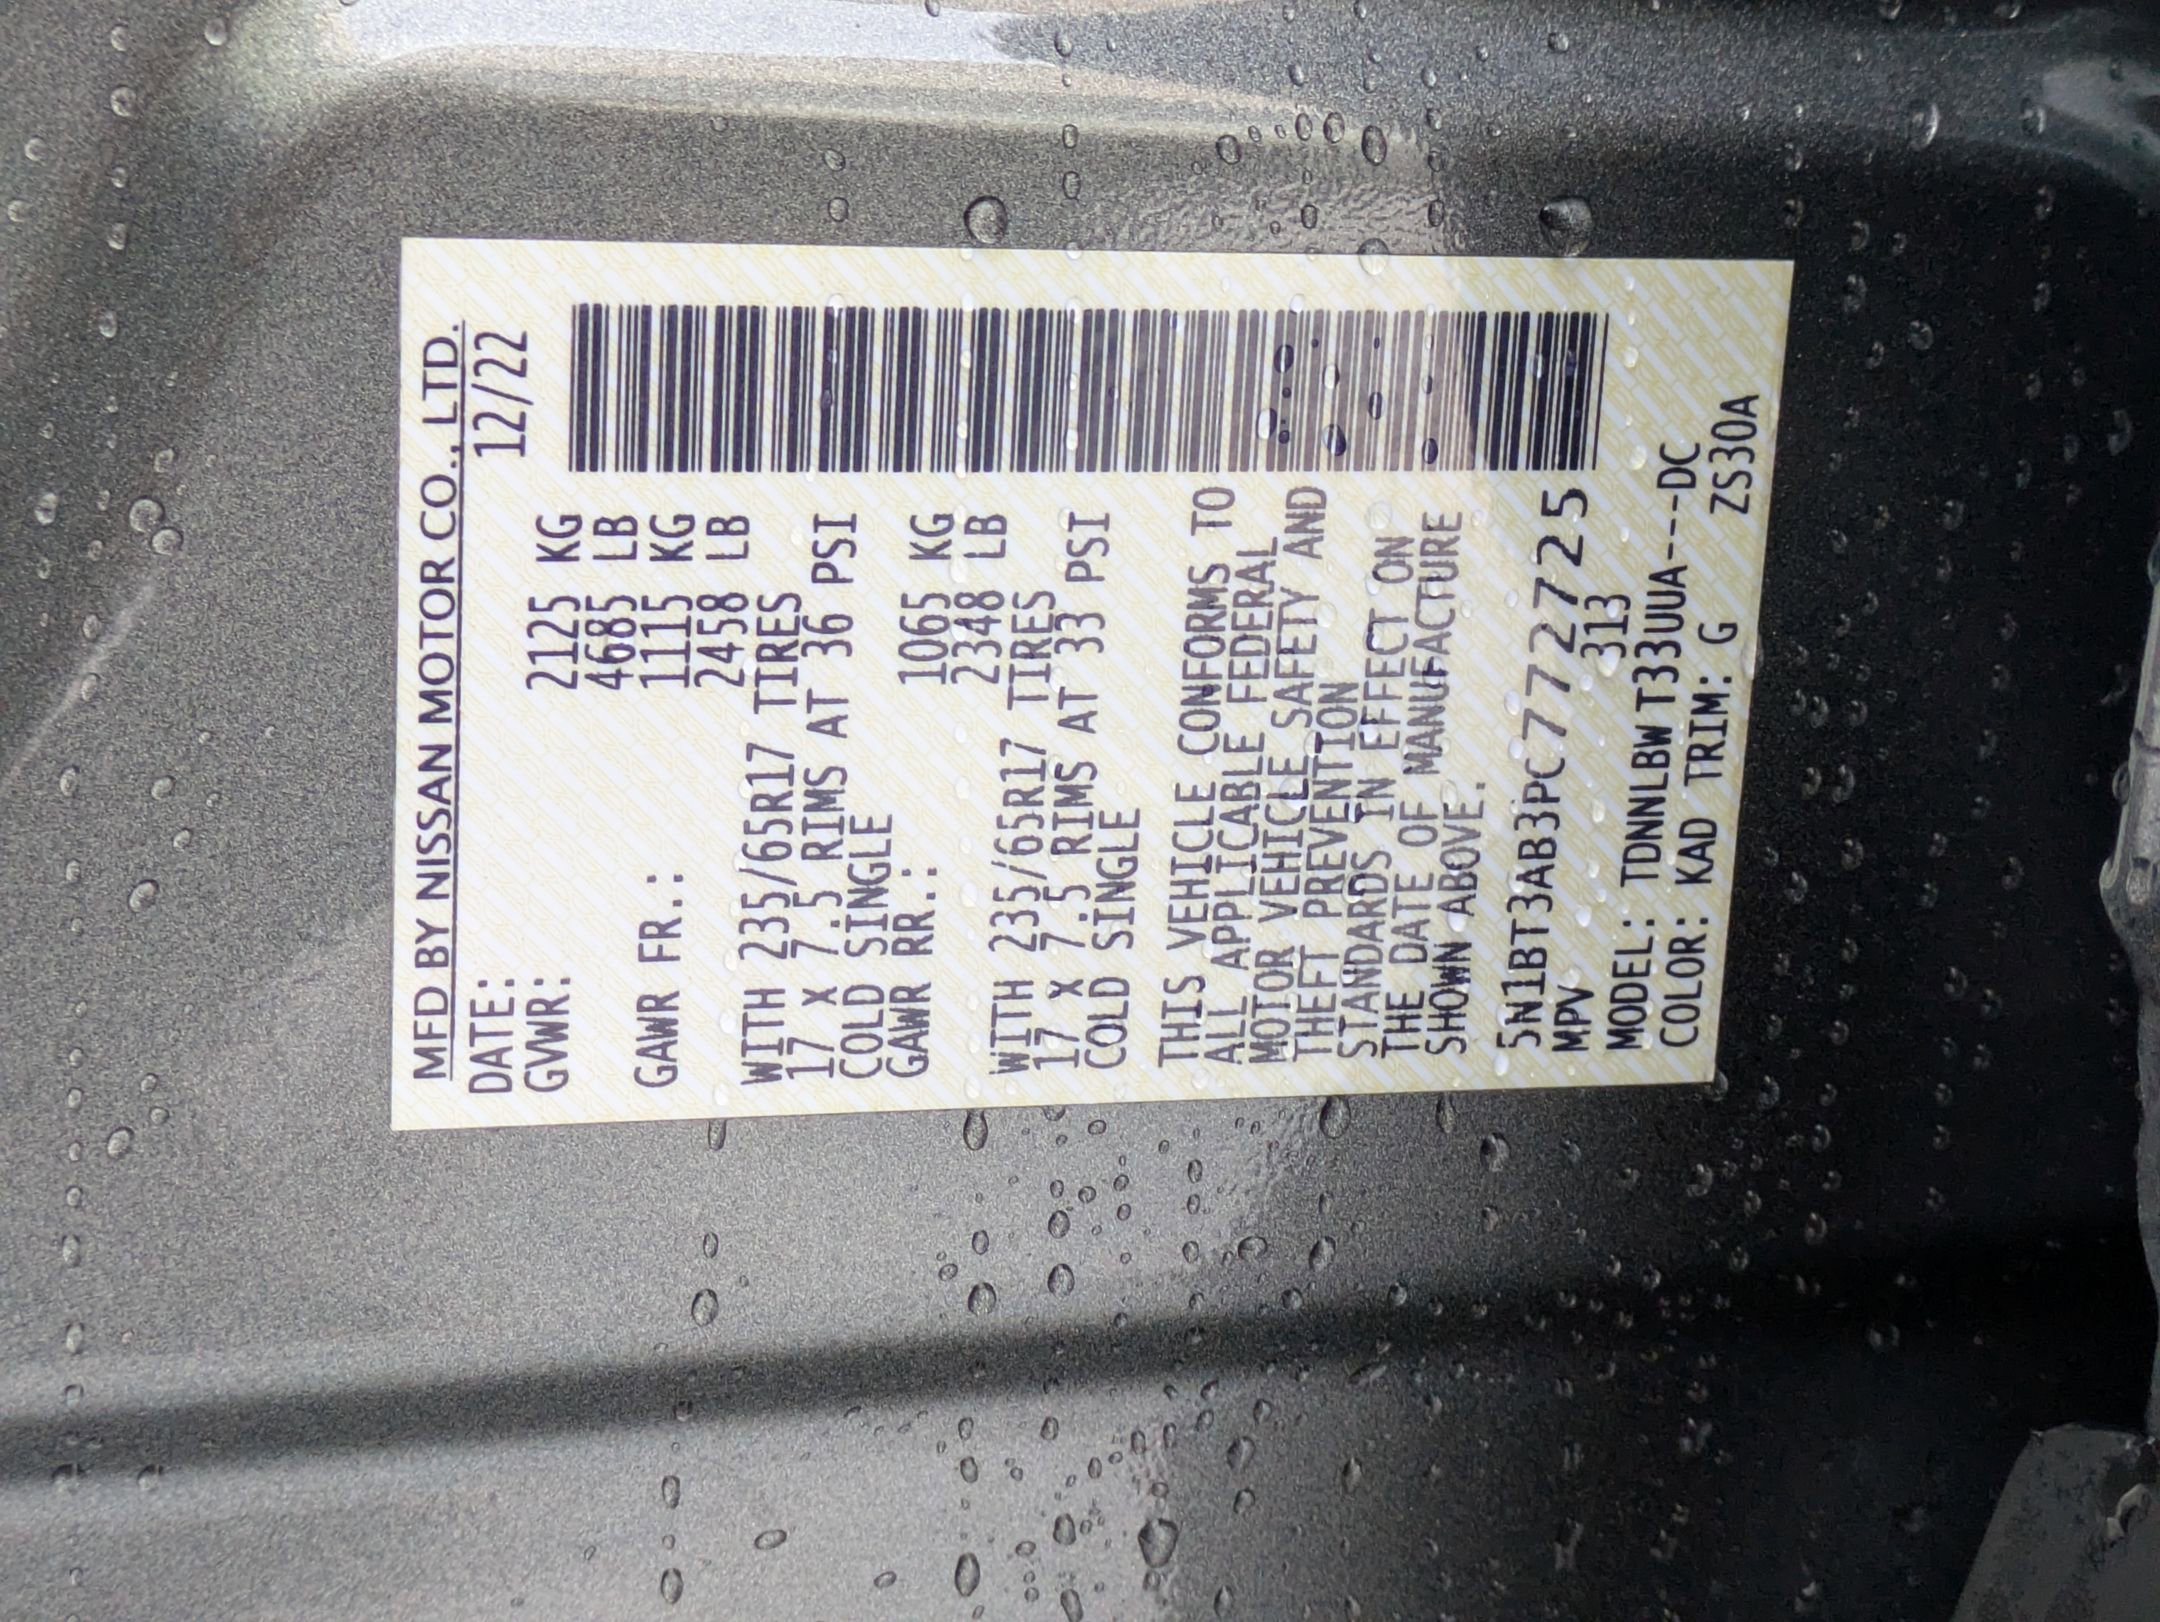 MFD BY NISSAN MOTOR CO., LTD.
DATE: 12/22
GVWR: 2125 KG
4685 LB
GAWR FR.: 1115 KG
2458 LB
WITH 235/65R17 TIRES
17 X 7.5 RIMS AT 36 PSI
COLD SINGLE
GAWR RR.: 1065 KG
2348 LB
WITH 235/65R17 TIRES
17 X 7.5 RIMS AT 33 PSI
COLD SINGLE
THIS VEHICLE CONFORMS TO
ALL APPLICABLE FEDERAL
MOTOR VEHICLE SAFETY AND
THEFT PREVENTION
STANDARDS IN EFFECT ON
THE DATE OF MANUFACTURE
SHOWN ABOVE.
5N1BT3AB3PC772725
MPV 313
MODEL: TDNNLBW T33UUA---DC
COLOR: KAD TRIM: G ZS30A